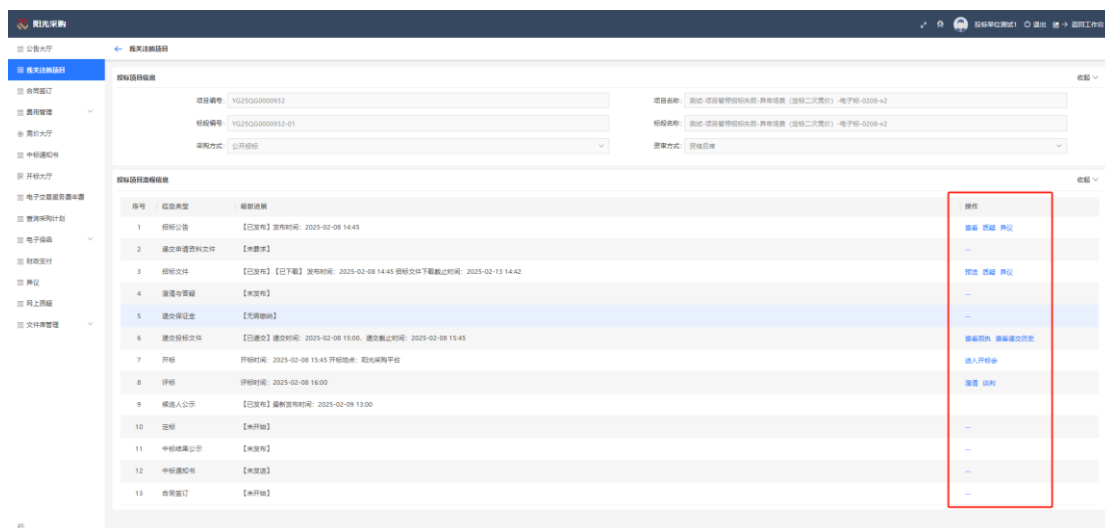 阳光采购
投标单位测试1 退出 返回工作台
公告大厅
我关注的项目
合同签订
费用管理
竞价大厅
中标通知书
开标大厅
电子交易服务费年费
查询采购计划
电子保函
财政支付
异议
网上质疑
文件库管理
← 我关注的项目
招标项目信息 收起
项目编号: YG25QG0000932 项目名称: 测试-项目暂停招标失败-异常场景（定标二次竞价）-电子标-0208-v2
标段编号: YG25QG0000932-01 标段名称: 测试-项目暂停招标失败-异常场景（定标二次竞价）-电子标-0208-v2
采购方式: 公开招标 资审方式: 资格后审
招标项目流程信息 收起
序号 信息类型 最新进展 操作
1 招标公告 【已发布】发布时间: 2025-02-08 14:45 查看 质疑 异议
2 递交申请资料文件 【未要求】 --
3 招标文件 【已发布】【已下载】 发布时间: 2025-02-08 14:45 招标文件下载截止时间: 2025-02-13 14:42 预览 质疑 异议
4 澄清与答疑 【未发布】 --
5 递交保证金 【无需缴纳】 --
6 递交投标文件 【已递交】递交时间: 2025-02-08 15:00, 递交截止时间: 2025-02-08 15:45 查看回执 查看递交历史
7 开标 开标时间: 2025-02-08 15:45 开标地点: 阳光采购平台 进入开标会
8 评标 评标时间: 2025-02-08 16:00 澄清 谈判
9 候选人公示 【已发布】最新发布时间: 2025-02-09 13:00
10 定标 【未开始】 --
11 中标结果公示 【未发布】 --
12 中标通知书 【未发送】 --
13 合同签订 【未开始】 --